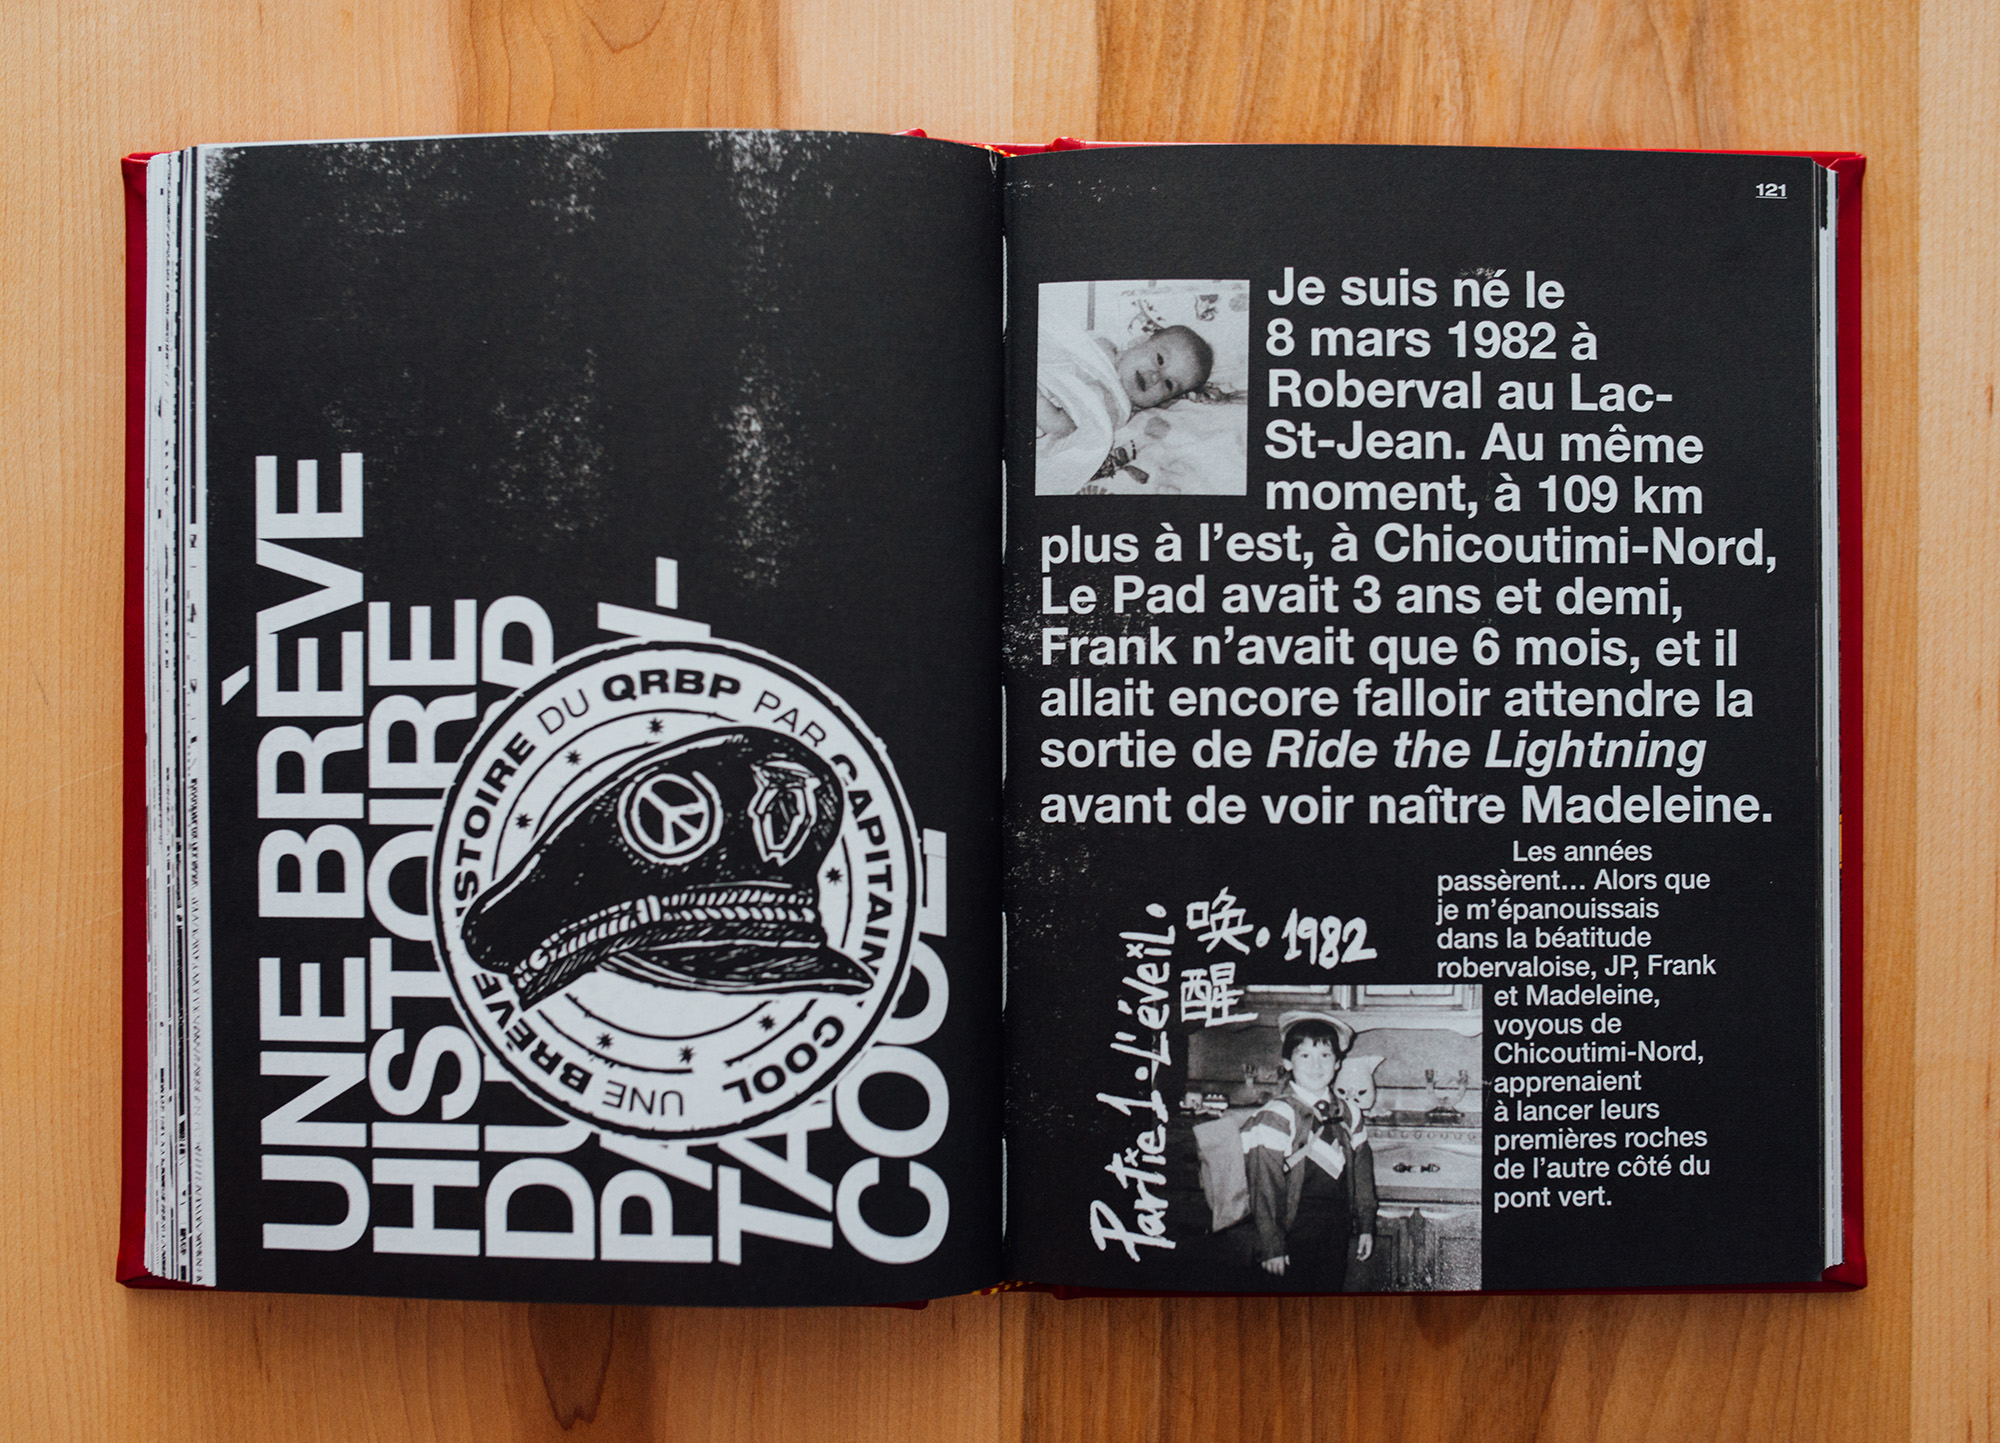 UNE BRÈVE
HISTOIRE
COOL
UNE BRÈVE HISTOIRE DU QRBP PAR CAPITAINE COOL
121
Je suis né le
8 mars 1982 à
Roberval au Lac-
St-Jean. Au même
moment, à 109 km
plus à l’est, à Chicoutimi-Nord,
Le Pad avait 3 ans et demi,
Frank n’avait que 6 mois, et il
allait encore falloir attendre la
sortie de Ride the Lightning
avant de voir naître Madeleine.
Les années
passèrent... Alors que
je m’épanouissais
dans la béatitude
robervaloise, JP, Frank
et Madeleine,
voyous de
Chicoutimi-Nord,
apprenaient
à lancer leurs
premières roches
de l’autre côté du
pont vert.
Partie 1. L'éveil.
喚醒. 1982